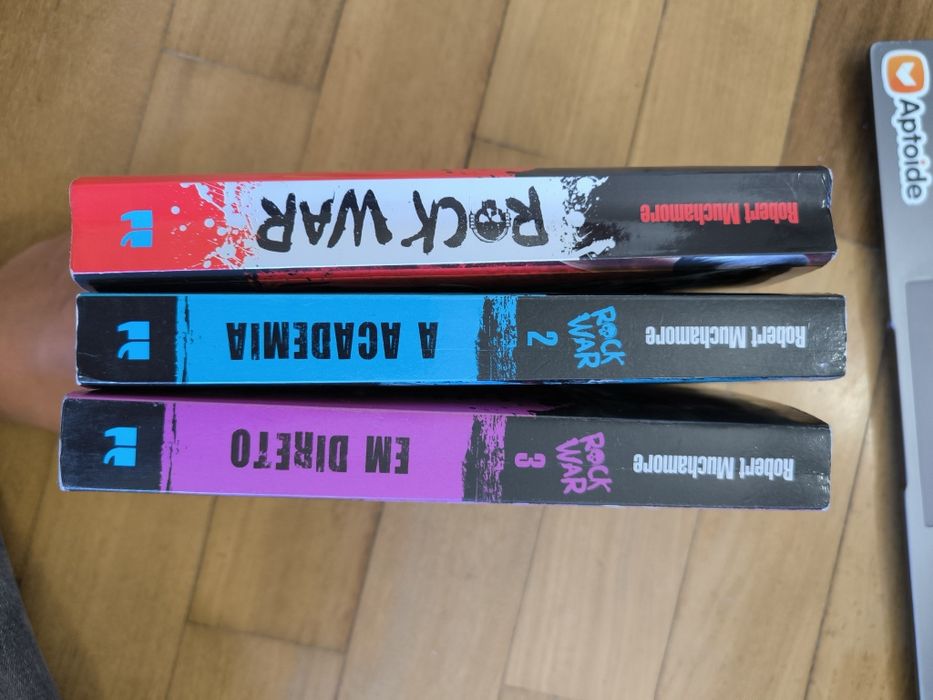 Robert Muchamore
ROCK WAR
Robert Muchamore
ROCK
WAR
2
A ACADEMIA
Robert Muchamore
ROCK
WAR
3
EM DIRETO
Aptoide